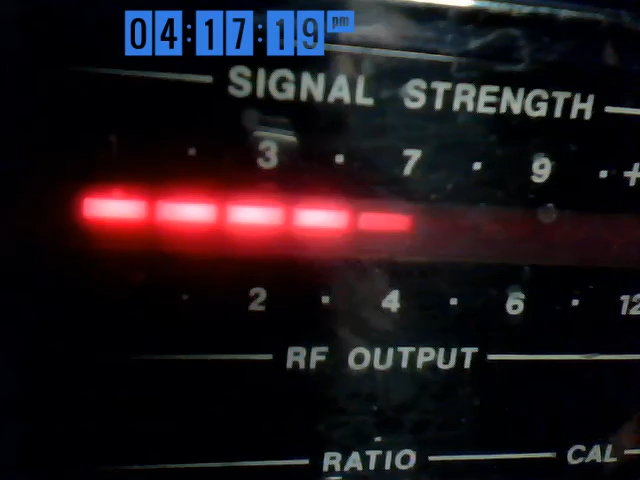 04:17:19 pm
SIGNAL STRENGTH
3 · 7 · 9 · +
2 · 4 · 6 · 12
RF OUTPUT
RATIO CAL